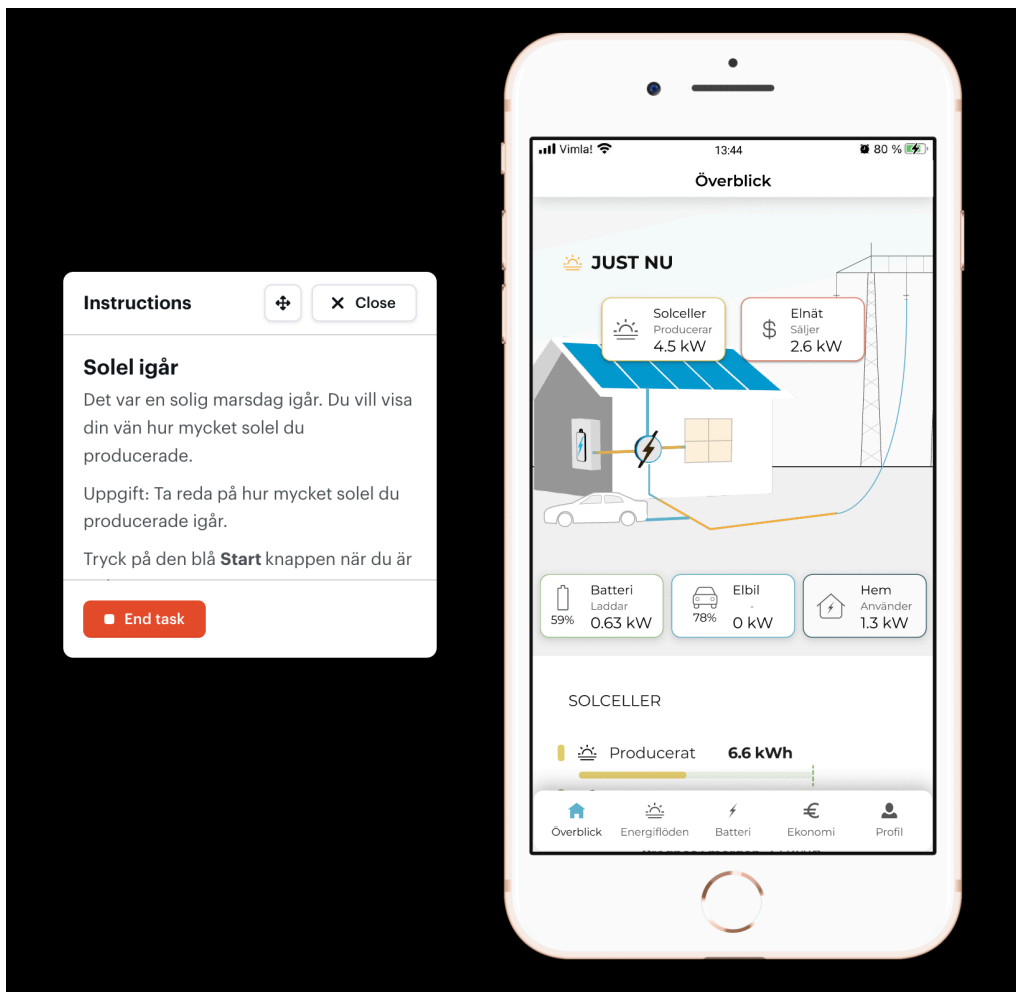 Instructions
Close
Solel igår
Det var en solig marsdag igår. Du vill visa
din vän hur mycket solel du
producerade.
Uppgift: Ta reda på hur mycket solel du
producerade igår.
Tryck på den blå Start knappen när du är
End task
Vimla!
13:44
80 %
Överblick
JUST NU
Solceller
Producerar
4.5 kW
$
Elnät
Säljer
2.6 kW
Batteri
Laddar
59%
0.63 kW
Elbil
-
78%
0 kW
Hem
Använder
1.3 kW
SOLCELLER
Producerat 6.6 kWh
Överblick
Energiflöden
Batteri
€
Ekonomi
Profil